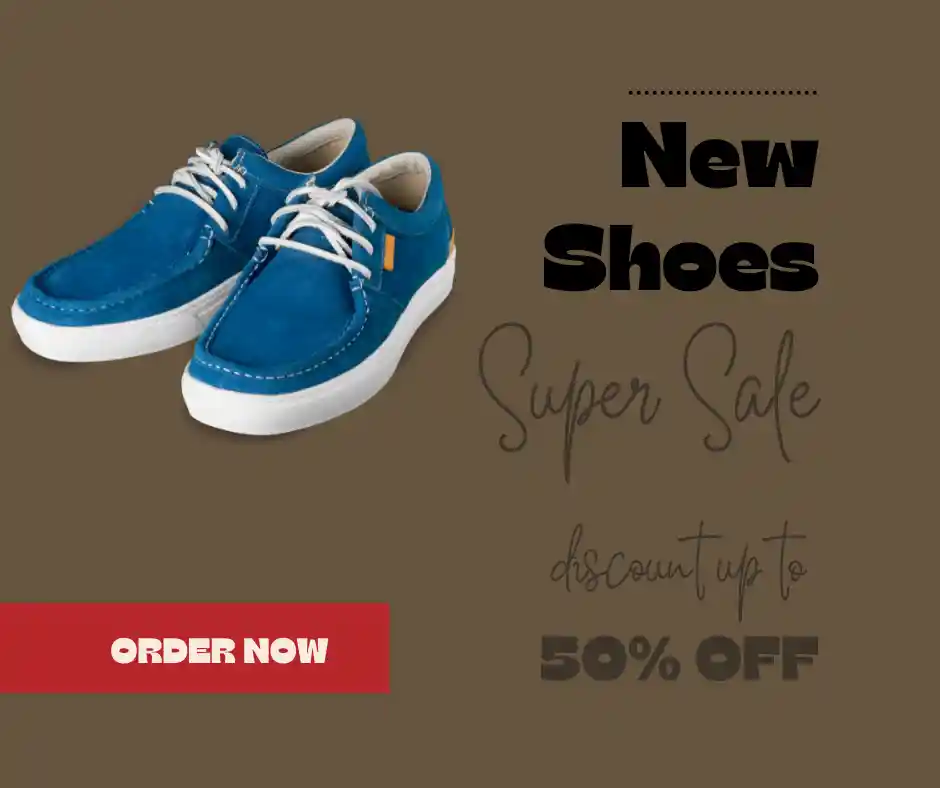 New
Shoes
Super Sale
discount up to
50% OFF
ORDER NOW